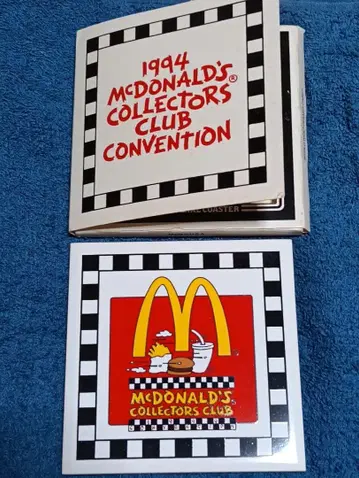 1994
McDONALD'S®
COLLECTORS
CLUB
CONVENTION
COASTER
McDONALD'S
COLLECTORS CLUB